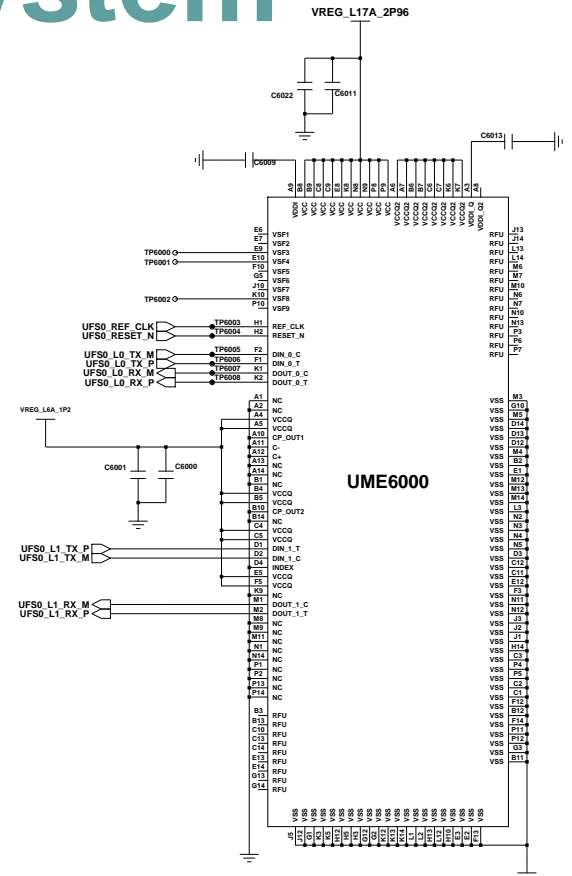 ystem
VREG_L17A_2P96
C6022
C6011
C6013
C6009
A9 B8 B9 C8 C9 E8 K8 N8 N9 P8 P9 A6 A7 B6 B7 C6 C7 K6 K7 A3 A8
VDDI VCC VCC VCC VCC VCC VCC VCC VCC VCC VCC VCCQ2 VCCQ2 VCCQ2 VCCQ2 VCCQ2 VCCQ2 VCCQ2 VCCQ2 VDDI_Q VDDI_Q2
E6 VSF1 RFU J13
E7 VSF2 RFU J14
TP6000 E9 VSF3 RFU L13
TP6001 E10 VSF4 RFU L14
F10 VSF5 RFU M6
G5 VSF6 RFU M7
J10 VSF7 RFU M10
TP6002 K10 VSF8 RFU N6
P10 VSF9 RFU N7
RFU N10
UFS0_REF_CLK TP6003 H1 REF_CLK RFU N13
UFS0_RESET_N TP6004 H2 RESET_N RFU P3
RFU P6
UFS0_L0_TX_M TP6005 F2 DIN_0_C RFU P7
UFS0_L0_TX_P TP6006 F1 DIN_0_T
UFS0_L0_RX_M TP6007 K1 DOUT_0_C
UFS0_L0_RX_P TP6008 K2 DOUT_0_T
A1 NC VSS M3
A2 NC VSS G10
VREG_L6A_1P2 A4 VCCQ VSS M5
A5 VCCQ VSS D14
A10 CP_OUT1 VSS D13
A11 C- VSS D12
A12 C+ VSS M4
A13 NC VSS B2
A14 NC VSS E1
C6001 C6000 B1 NC VSS M12
B4 VCCQ VSS M13
B5 VCCQ VSS M14
B10 CP_OUT2 VSS L3
B14 NC VSS N2
C4 VCCQ VSS N3
C5 VCCQ VSS N4
UFS0_L1_TX_P D1 DIN_1_T VSS N5
UFS0_L1_TX_M D2 DIN_1_C VSS D3
D4 INDEX VSS C12
E5 VCCQ VSS C11
F5 VCCQ VSS E12
K9 NC VSS F3
UFS0_L1_RX_M M1 DOUT_1_C VSS N11
UFS0_L1_RX_P M2 DOUT_1_T VSS N12
M8 NC VSS J3
M9 NC VSS J2
M11 NC VSS J1
N1 NC VSS H14
N14 NC VSS C3
P1 NC VSS P4
P2 NC VSS P5
P13 NC VSS C2
P14 NC VSS C1
VSS F12
B3 RFU VSS B12
B13 RFU VSS F14
C10 RFU VSS P11
C13 RFU VSS P12
C14 RFU VSS G3
E13 RFU VSS B11
E14 RFU
G13 RFU
G14 RFU
UME6000
VSS VSS VSS VSS VSS VSS VSS VSS VSS VSS VSS VSS VSS VSS VSS VSS VSS VSS VSS VSS VSS
J5 J12 G1 K3 K5 H12 H5 H3 G12 G2 K12 K13 K14 L1 L2 H13 L12 H10 E3 E2 F13